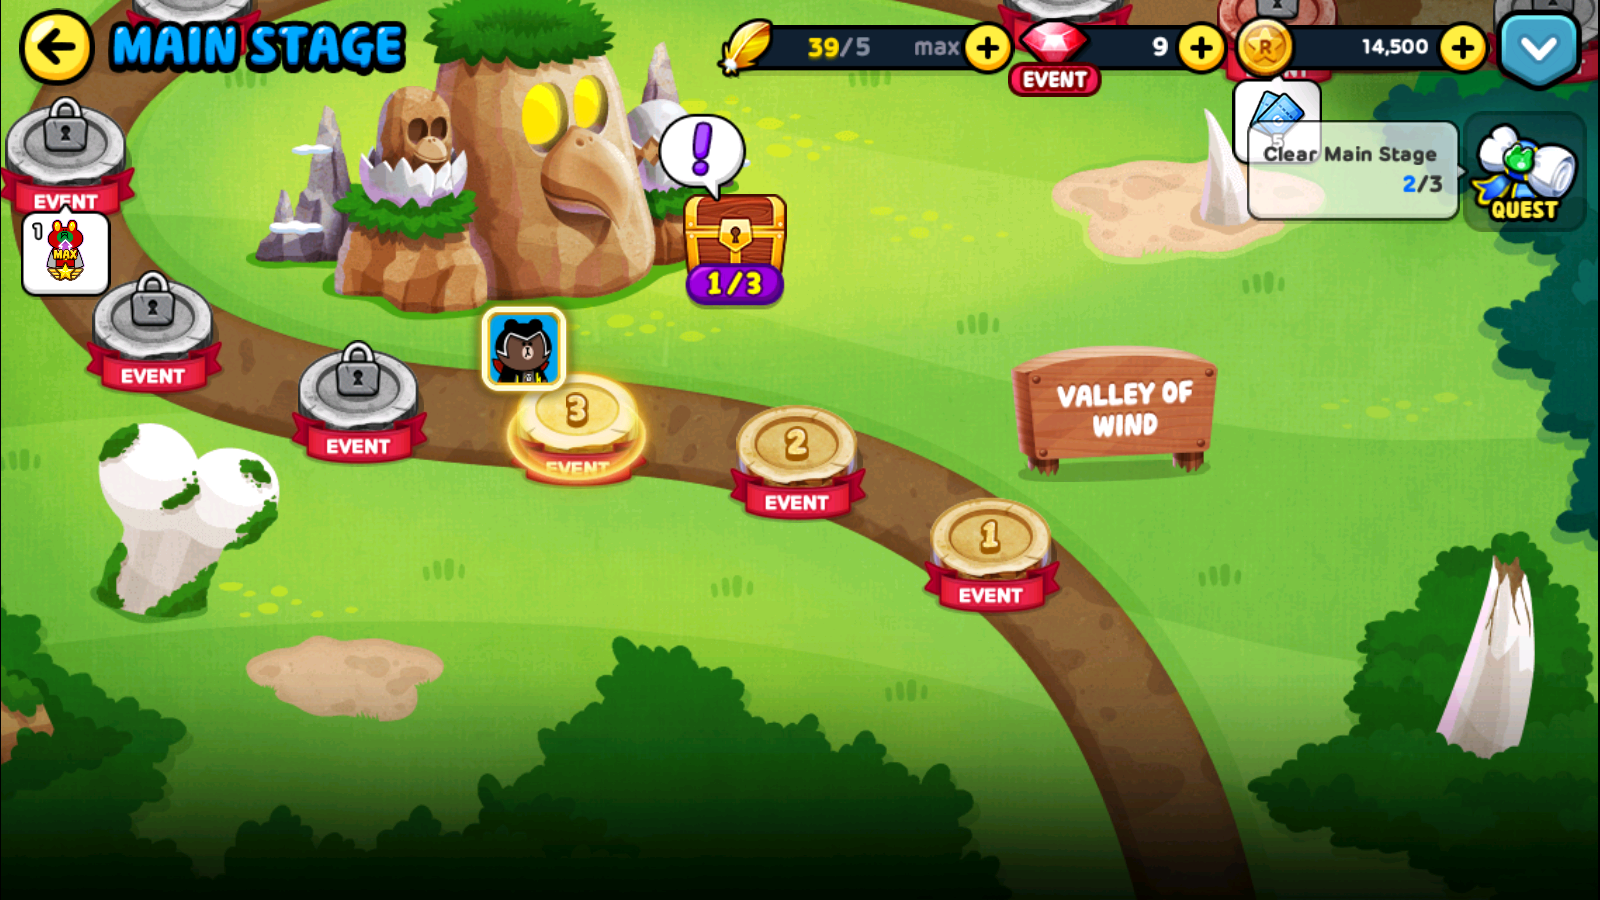 MAIN STAGE
39/5 max
9
14,500
EVENT
5
Clear Main Stage
2/3
QUEST
EVENT
1
MAX
!
1/3
EVENT
EVENT
3
EVENT
2
EVENT
1
EVENT
VALLEY OF
WIND
R